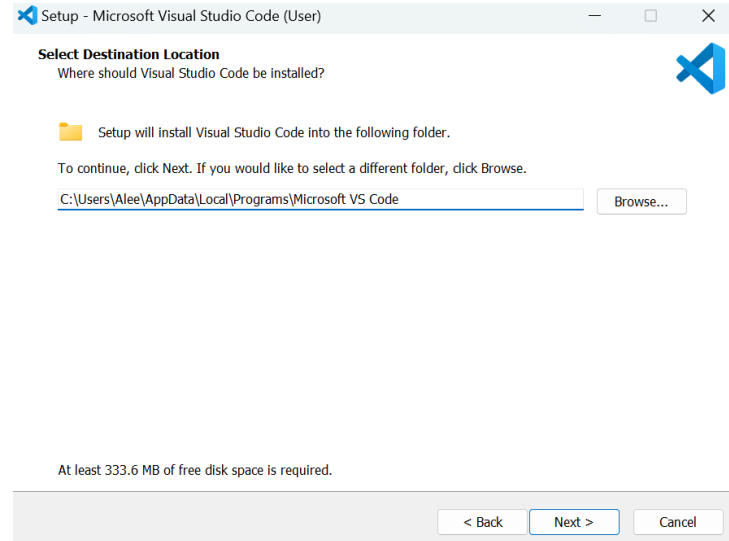 Setup - Microsoft Visual Studio Code (User)
Select Destination Location
Where should Visual Studio Code be installed?
Setup will install Visual Studio Code into the following folder.
To continue, click Next. If you would like to select a different folder, click Browse.
C:\Users\Alee\AppData\Local\Programs\Microsoft VS Code
Browse...
At least 333.6 MB of free disk space is required.
< Back
Next >
Cancel